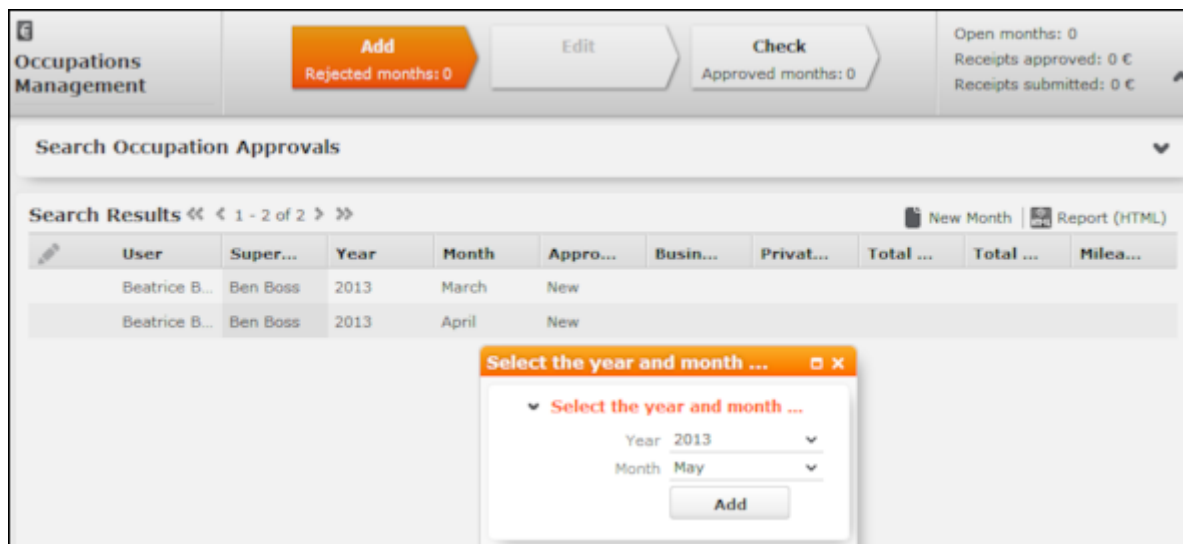 Occupations
Management
Add
Rejected months: 0
Edit
Check
Approved months: 0
Open months: 0
Receipts approved: 0 €
Receipts submitted: 0 €
Search Occupation Approvals
Search Results « < 1 - 2 of 2 > »
New Month | Report (HTML)
User Super... Year Month Appro... Busin... Privat... Total ... Total ... Milea...
Beatrice B... Ben Boss 2013 March New
Beatrice B... Ben Boss 2013 April New
Select the year and month ...
Select the year and month ...
Year 2013
Month May
Add